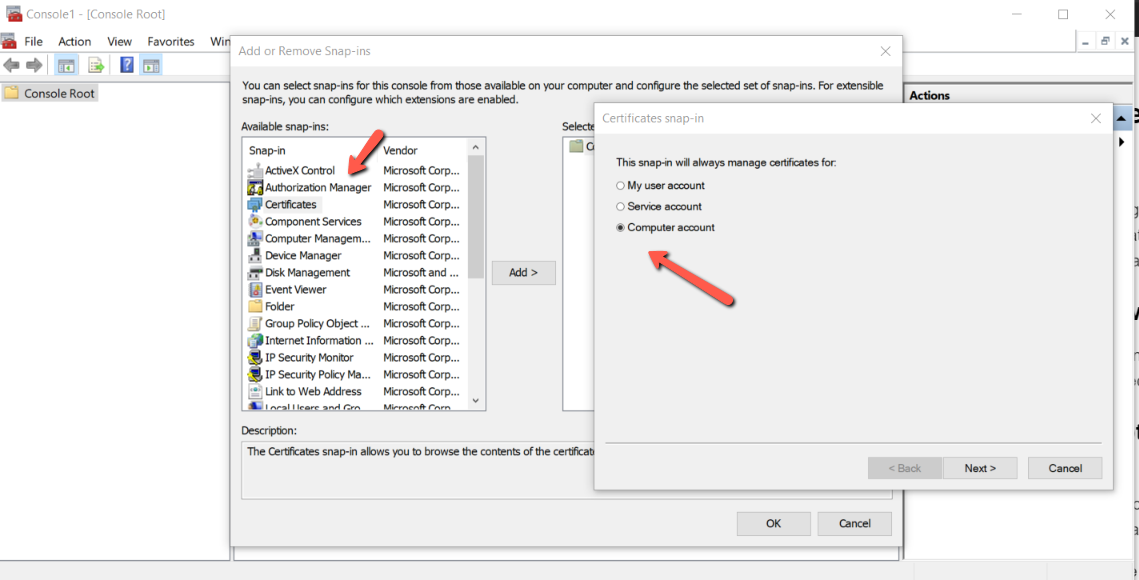 Console1 - [Console Root]
File Action View Favorites Win
Console Root
Add or Remove Snap-ins
You can select snap-ins for this console from those available on your computer and configure the selected set of snap-ins. For extensible
snap-ins, you can configure which extensions are enabled.
Available snap-ins:
Snap-in Vendor
ActiveX Control Microsoft Corp...
Authorization Manager Microsoft Corp...
Certificates Microsoft Corp...
Component Services Microsoft Corp...
Computer Managem... Microsoft Corp...
Device Manager Microsoft Corp...
Disk Management Microsoft and ...
Event Viewer Microsoft Corp...
Folder Microsoft Corp...
Group Policy Object ... Microsoft Corp...
Internet Information ... Microsoft Corp...
IP Security Monitor Microsoft Corp...
IP Security Policy Ma... Microsoft Corp...
Link to Web Address Microsoft Corp...
Local Users and Gro... Microsoft Corp...
Add >
Selecte
C
Description:
The Certificates snap-in allows you to browse the contents of the certificat
OK
Cancel
Certificates snap-in
This snap-in will always manage certificates for:
My user account
Service account
Computer account
< Back
Next >
Cancel
Actions